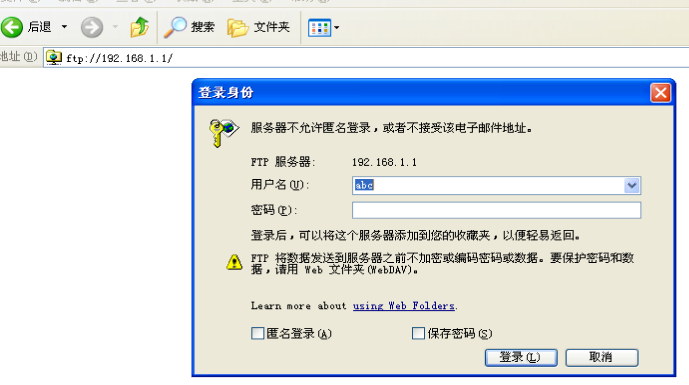 后退 搜索 文件夹
地址(D) ftp://192.168.1.1/
登录身份
服务器不允许匿名登录，或者不接受该电子邮件地址。
FTP 服务器: 192.168.1.1
用户名(U): abc
密码(P):
登录后，可以将这个服务器添加到您的收藏夹，以便轻易返回。
FTP 将数据发送到服务器之前不加密或编码密码或数据。要保护密码和数
据，请用 Web 文件夹(WebDAV)。
Learn more about using Web Folders.
匿名登录(A) 保存密码(S)
登录(L) 取消